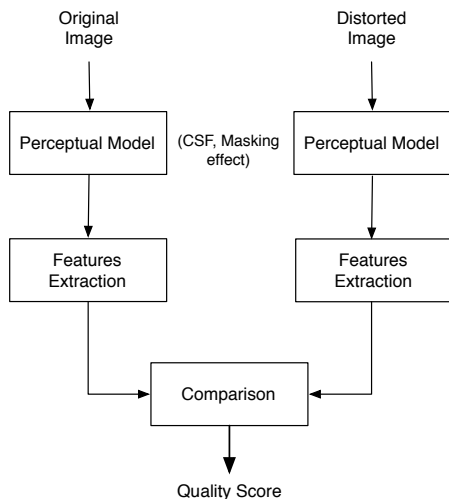 Original
Image
Distorted
Image
Perceptual Model
(CSF, Masking
effect)
Perceptual Model
Features
Extraction
Features
Extraction
Comparison
Quality Score